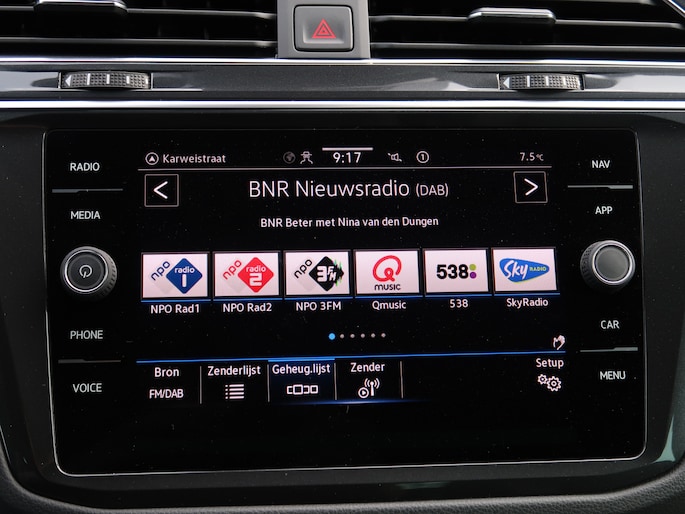 RADIO
MEDIA
PHONE
VOICE
NAV
APP
CAR
MENU
Karweistraat
9:17
1
7.5°C
< BNR Nieuwsradio (DAB) >
BNR Beter met Nina van den Dungen
npo radio 1
npo radio 2
npo 3FM
Q MUSIC
538
Sky RADIO
NPO Rad1
NPO Rad2
NPO 3FM
Qmusic
538
SkyRadio
Bron
Zenderlijst
Geheug.lijst
Zender
Setup
FM/DAB